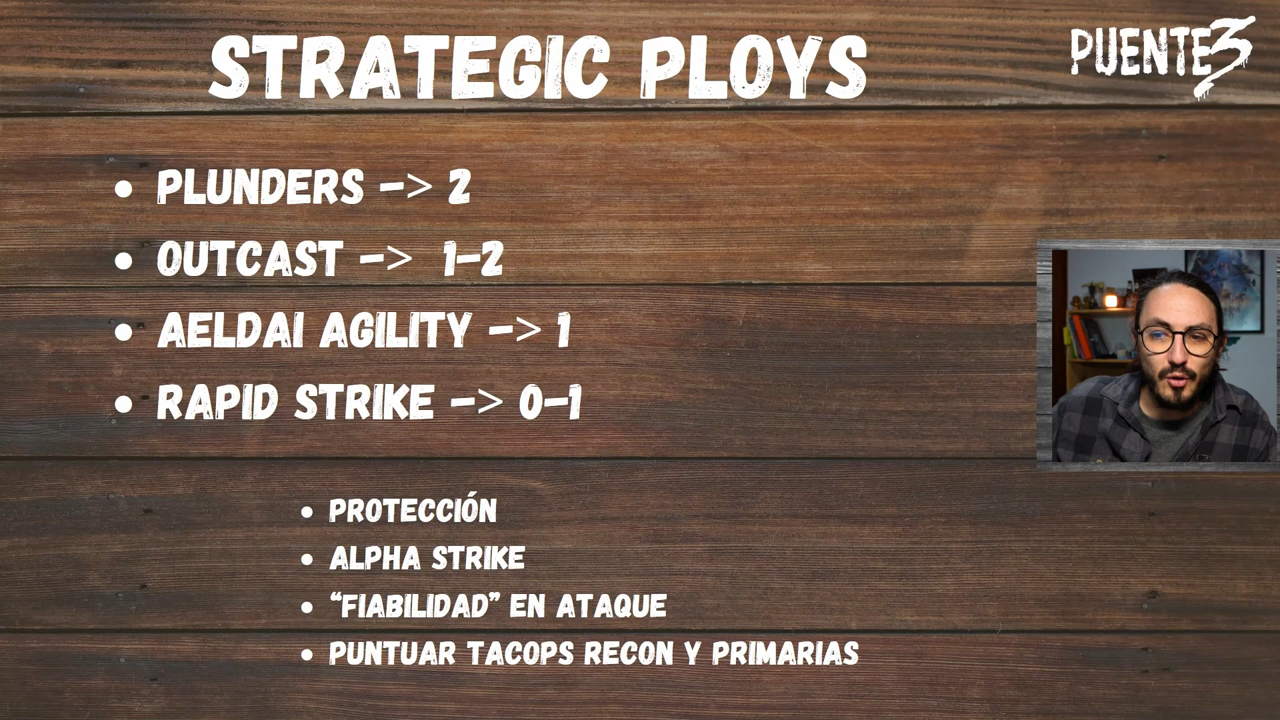 STRATEGIC PLOYS
PUENTE3
• PLUNDERS -> 2
• OUTCAST -> 1-2
• AELDAI AGILITY -> 1
• RAPID STRIKE -> 0-1
• PROTECCIÓN
• ALPHA STRIKE
• “FIABILIDAD” EN ATAQUE
• PUNTUAR TACOPS RECON Y PRIMARIAS